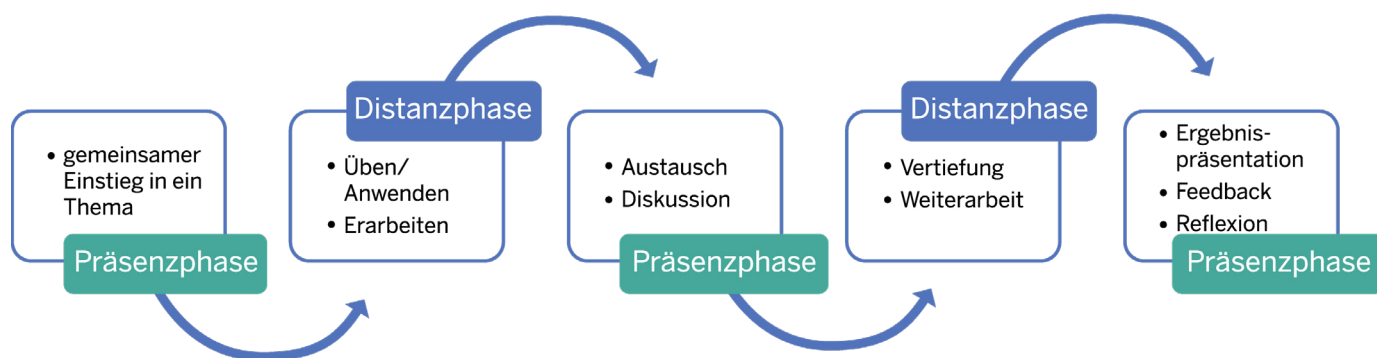 • gemeinsamer
Einstieg in ein
Thema
Präsenzphase
Distanzphase
• Üben/
Anwenden
• Erarbeiten
• Austausch
• Diskussion
Präsenzphase
Distanzphase
• Vertiefung
• Weiterarbeit
• Ergebnis-
präsentation
• Feedback
• Reflexion
Präsenzphase